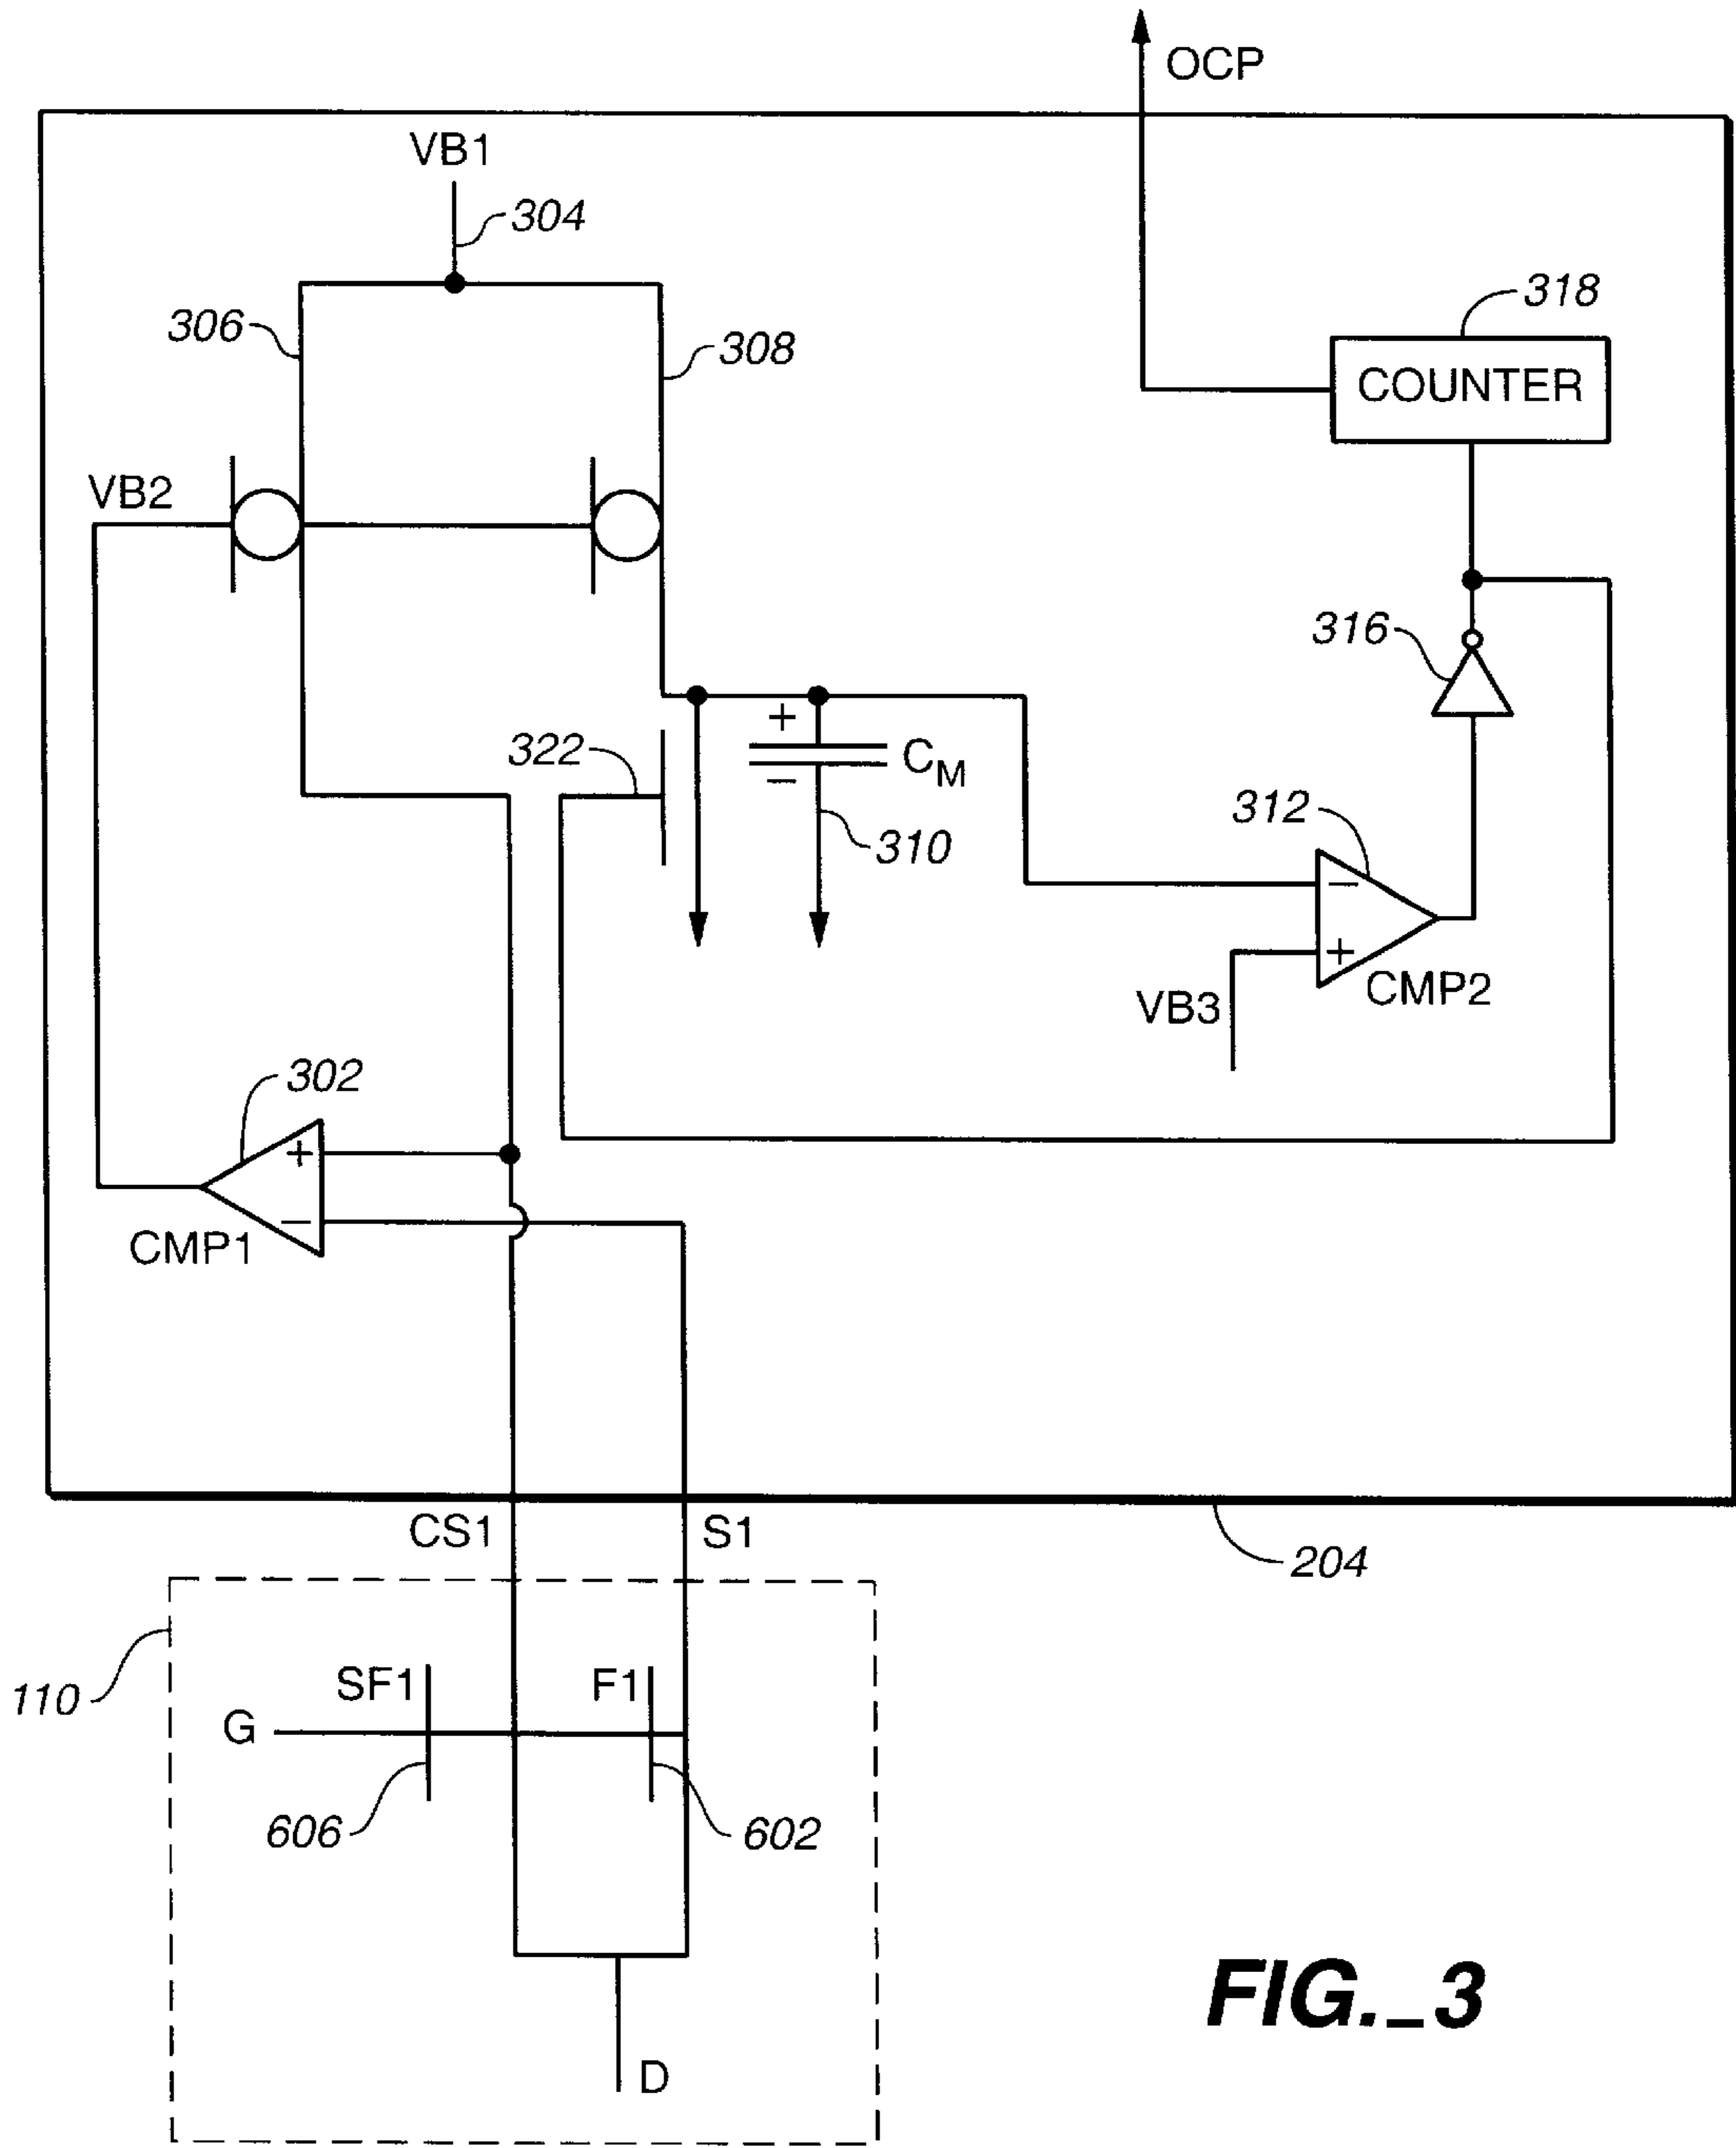 OCP
VB1
304
306
308
318
COUNTER
VB2
316
322
+
−
CM
310
312
−
+
CMP2
VB3
302
+
−
CMP1
CS1
S1
204
110
SF1
F1
G
606
602
D
FIG._3